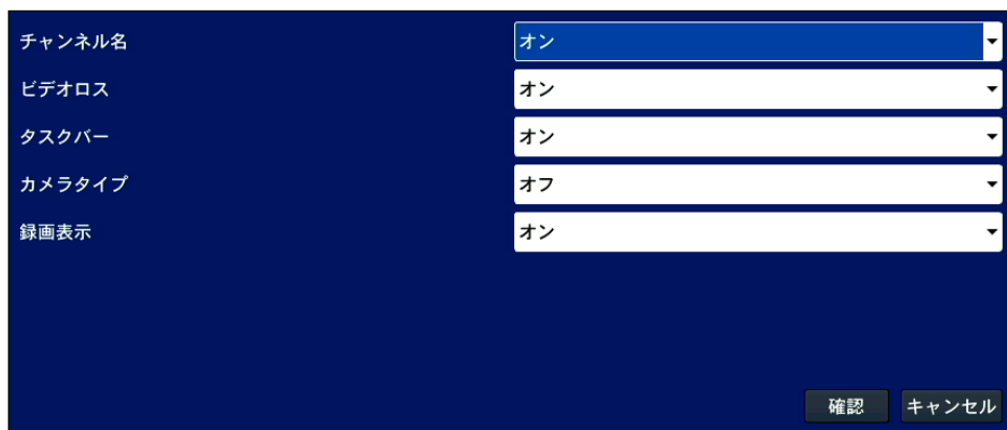 チャンネル名 オン
ビデオロス オン
タスクバー オン
カメラタイプ オフ
録画表示 オン
確認 キャンセル